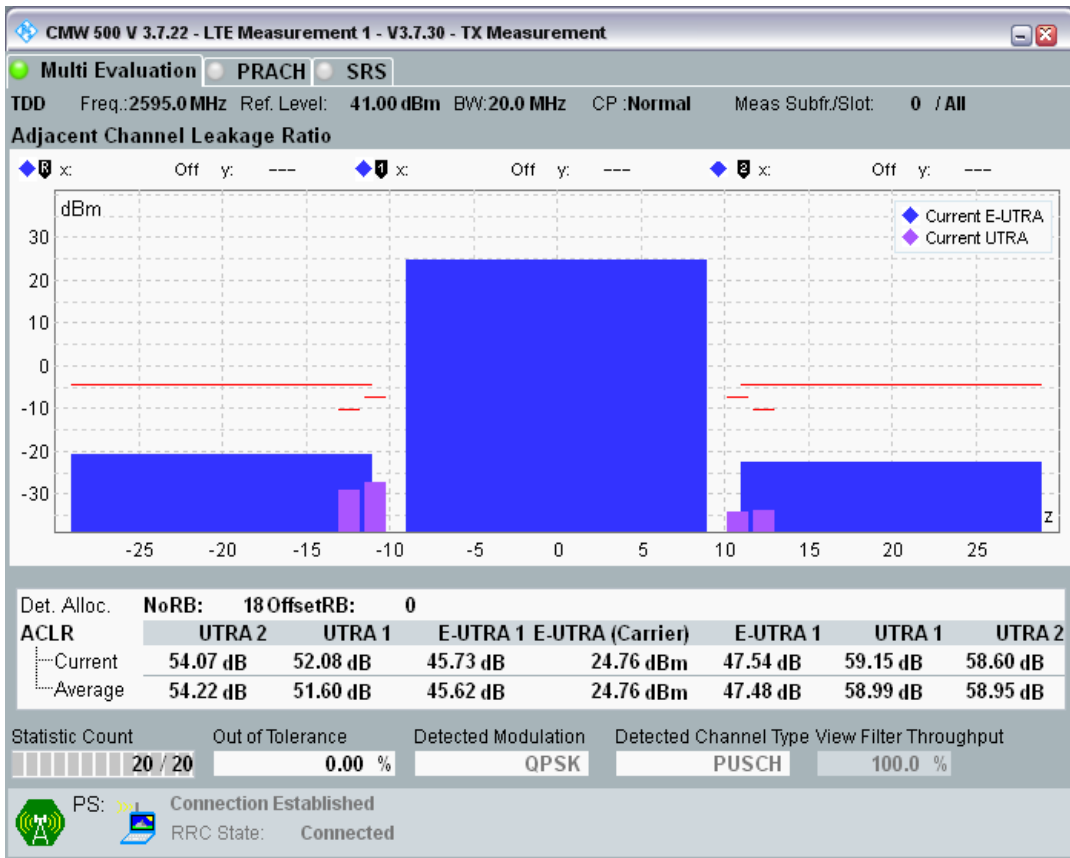 CMW 500 V 3.7.22 - LTE Measurement 1 - V3.7.30 - TX Measurement
Multi Evaluation PRACH SRS
TDD Freq.:2595.0 MHz Ref. Level: 41.00 dBm BW:20.0 MHz CP :Normal Meas Subfr./Slot: 0 / All
Adjacent Channel Leakage Ratio
R x: Off y: --- 1 x: Off y: --- 2 x: Off y: ---
dBm
Current E-UTRA
Current UTRA
30
20
10
0
-10
-20
-30
z
-25 -20 -15 -10 -5 0 5 10 15 20 25
Det. Alloc. NoRB: 18 OffsetRB: 0
ACLR UTRA 2 UTRA 1 E-UTRA 1 E-UTRA (Carrier) E-UTRA 1 UTRA 1 UTRA 2
Current 54.07 dB 52.08 dB 45.73 dB 24.76 dBm 47.54 dB 59.15 dB 58.60 dB
Average 54.22 dB 51.60 dB 45.62 dB 24.76 dBm 47.48 dB 58.99 dB 58.95 dB
Statistic Count Out of Tolerance Detected Modulation Detected Channel Type View Filter Throughput
20 / 20 0.00 % QPSK PUSCH 100.0 %
PS: Connection Established
RRC State: Connected